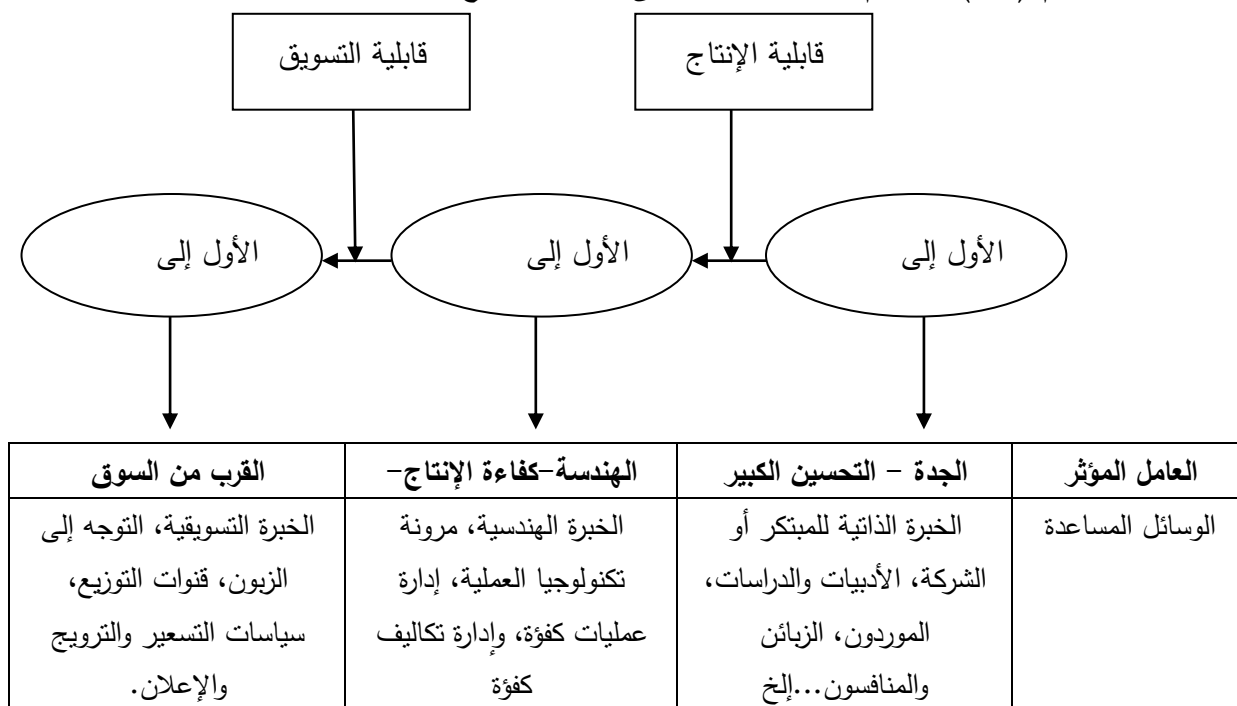 قابلية الإنتاج
قابلية التسويق
الأول إلى
الأول إلى
الأول إلى
العامل المؤثر
الجدة – التحسين الكبير
الهندسة-كفاءة الإنتاج-
القرب من السوق
الوسائل المساعدة
الخبرة الذاتية للمبتكر أو
الشركة، الأدبيات والدراسات،
الموردون، الزبائن
والمنافسون...إلخ
الخبرة الهندسية، مرونة
تكنولوجيا العملية، إدارة
عمليات كفؤة، وإدارة تكاليف
كفؤة
الخبرة التسويقية، التوجه إلى
الزبون، قنوات التوزيع،
سياسات التسعير والترويج
والإعلان.